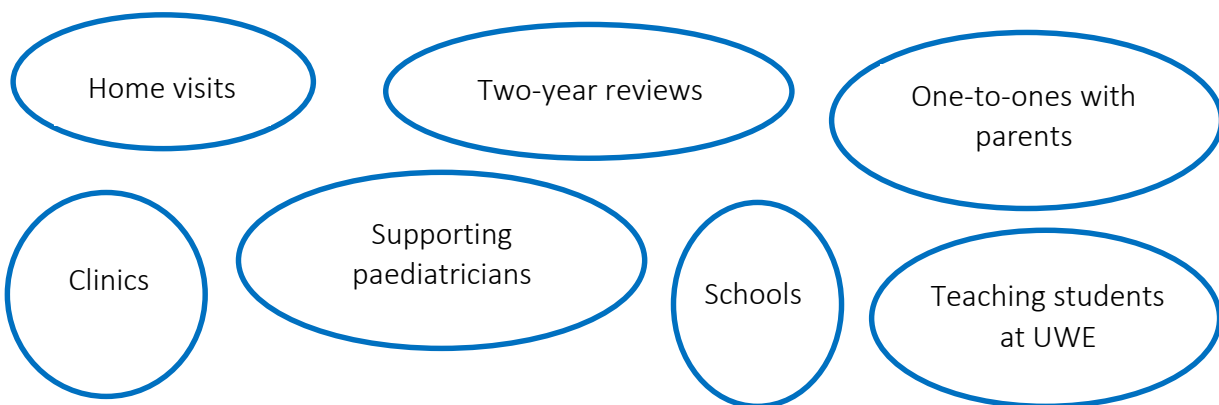 Home visits
Two-year reviews
One-to-ones with
parents
Clinics
Supporting
paediatricians
Schools
Teaching students
at UWE